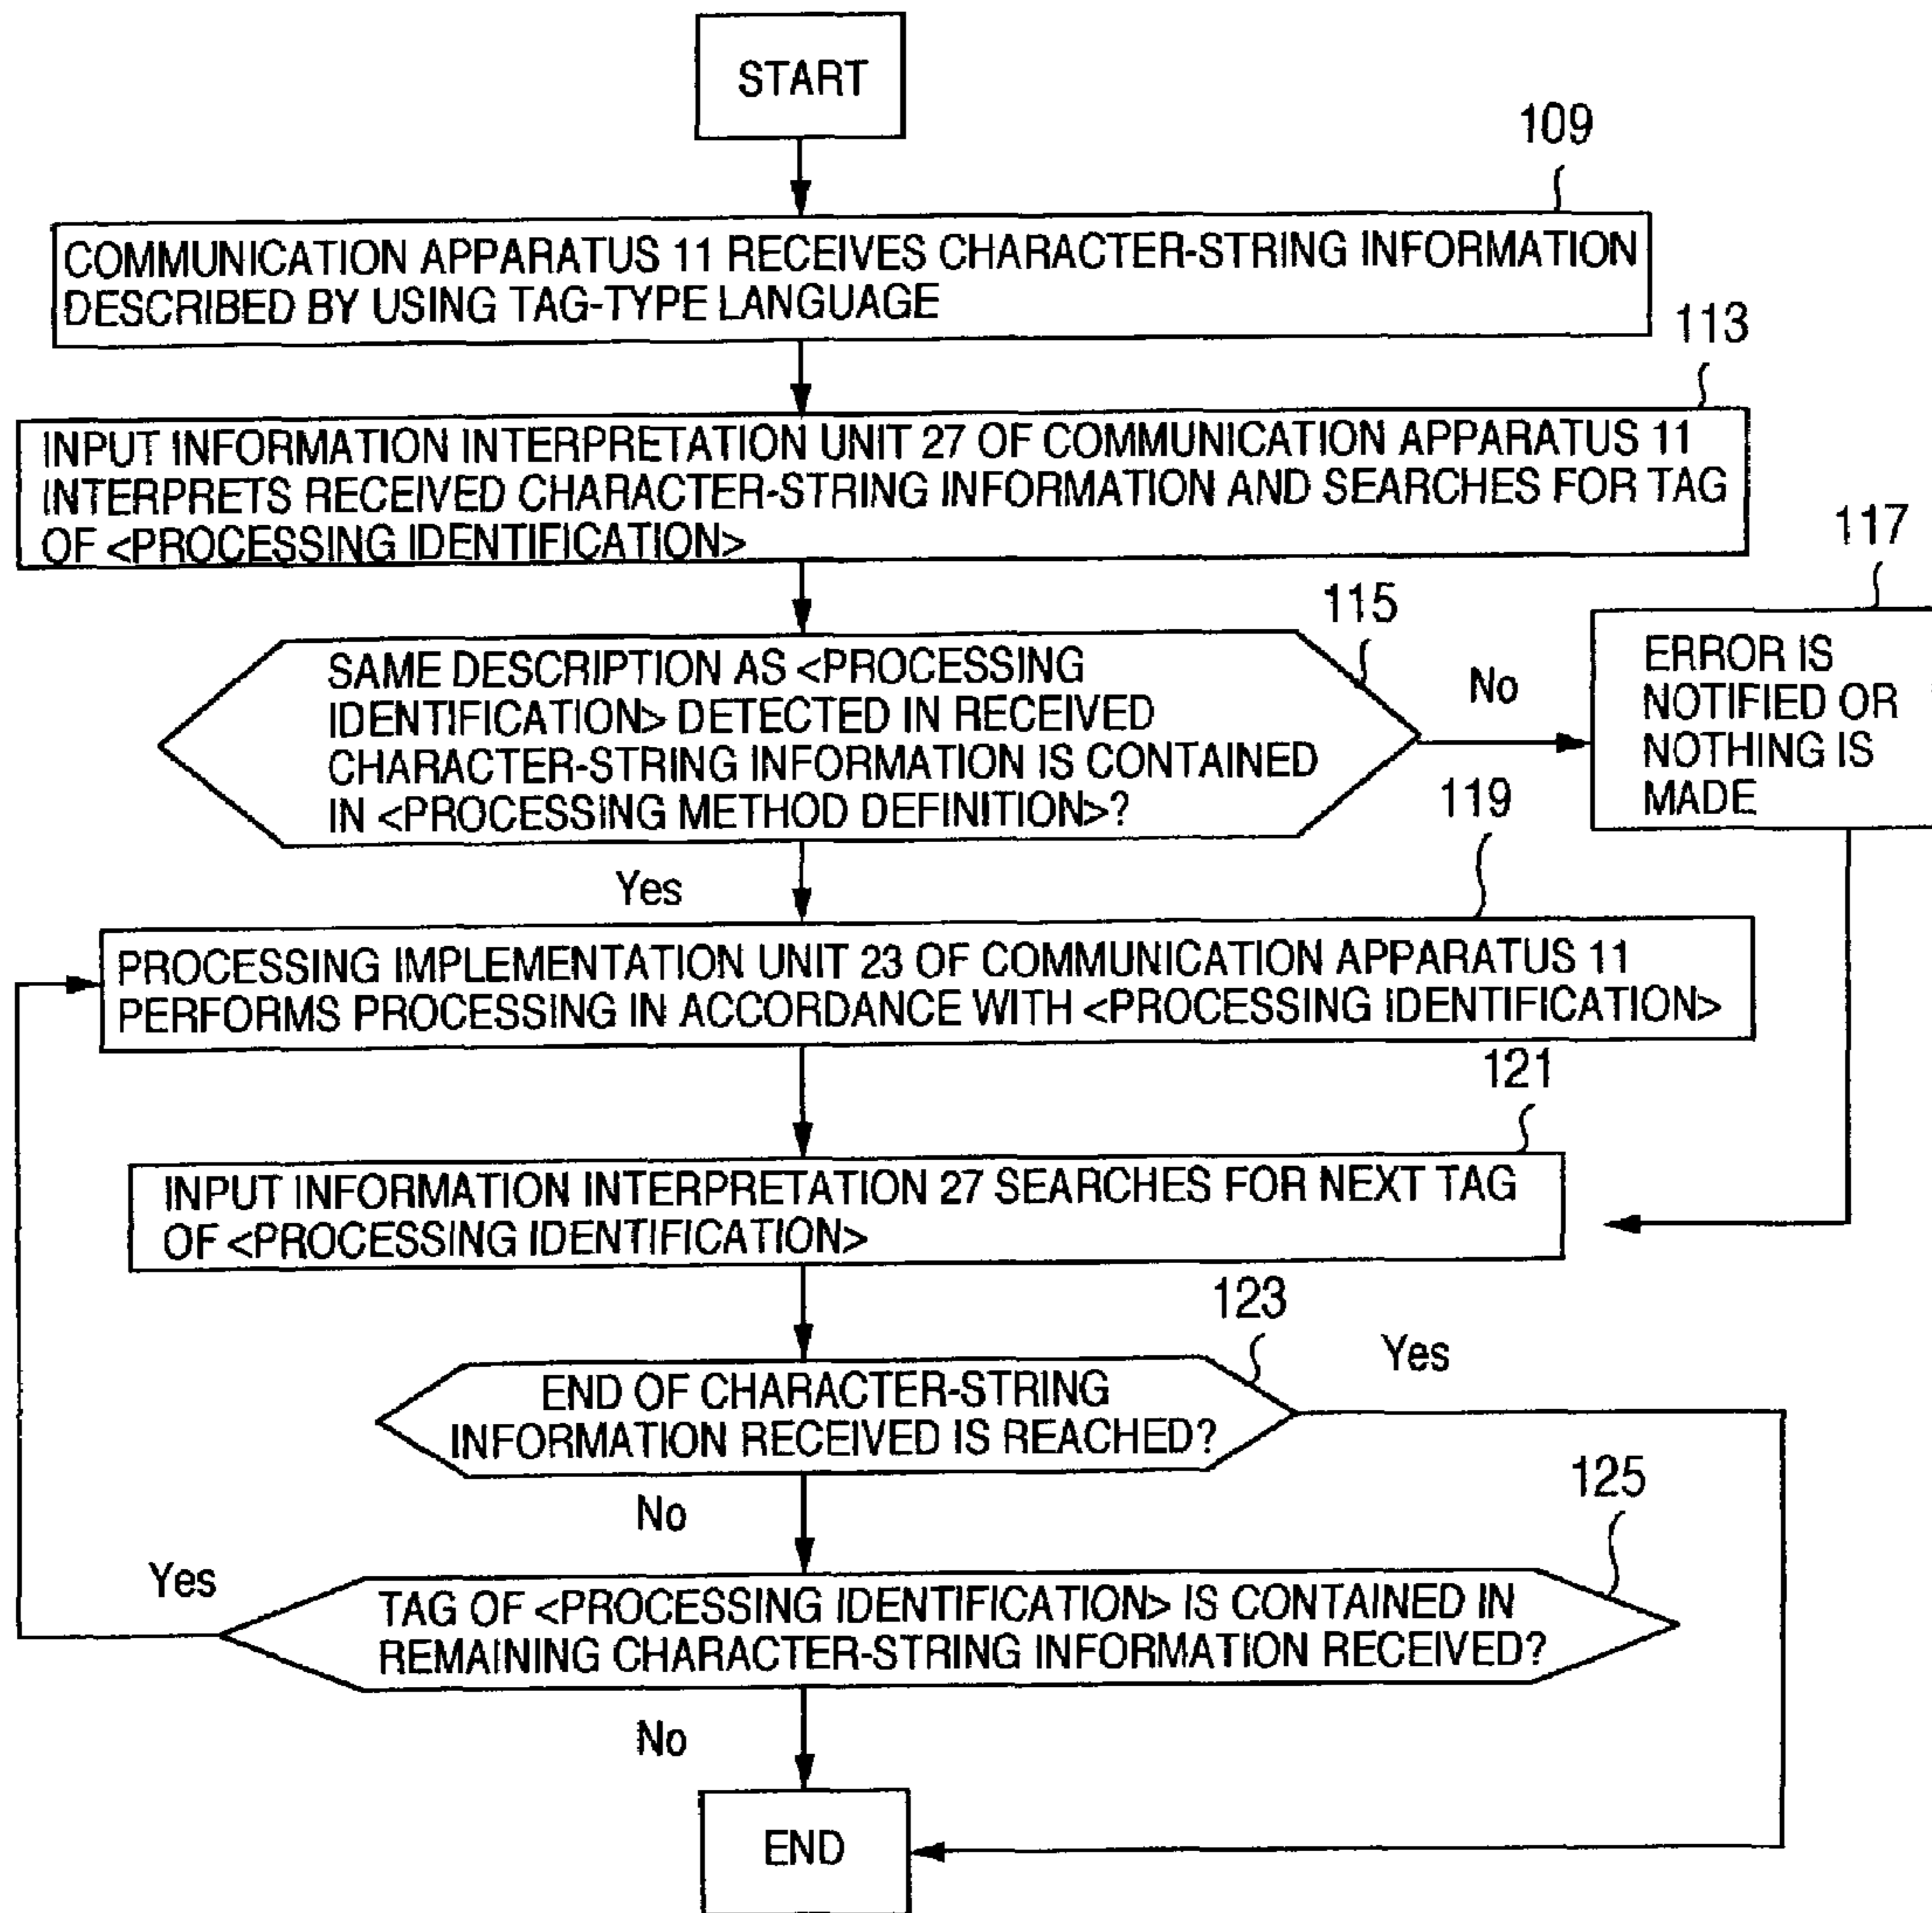 START
109
COMMUNICATION APPARATUS 11 RECEIVES CHARACTER-STRING INFORMATION
DESCRIBED BY USING TAG-TYPE LANGUAGE
113
INPUT INFORMATION INTERPRETATION UNIT 27 OF COMMUNICATION APPARATUS 11
INTERPRETS RECEIVED CHARACTER-STRING INFORMATION AND SEARCHES FOR TAG
OF <PROCESSING IDENTIFICATION>
115
SAME DESCRIPTION AS <PROCESSING
IDENTIFICATION> DETECTED IN RECEIVED
CHARACTER-STRING INFORMATION IS CONTAINED
IN <PROCESSING METHOD DEFINITION>?
No
117
ERROR IS
NOTIFIED OR
NOTHING IS
MADE
Yes
119
PROCESSING IMPLEMENTATION UNIT 23 OF COMMUNICATION APPARATUS 11
PERFORMS PROCESSING IN ACCORDANCE WITH <PROCESSING IDENTIFICATION>
121
INPUT INFORMATION INTERPRETATION 27 SEARCHES FOR NEXT TAG
OF <PROCESSING IDENTIFICATION>
123
END OF CHARACTER-STRING
INFORMATION RECEIVED IS REACHED?
Yes
No
125
TAG OF <PROCESSING IDENTIFICATION> IS CONTAINED IN
REMAINING CHARACTER-STRING INFORMATION RECEIVED?
Yes
No
END